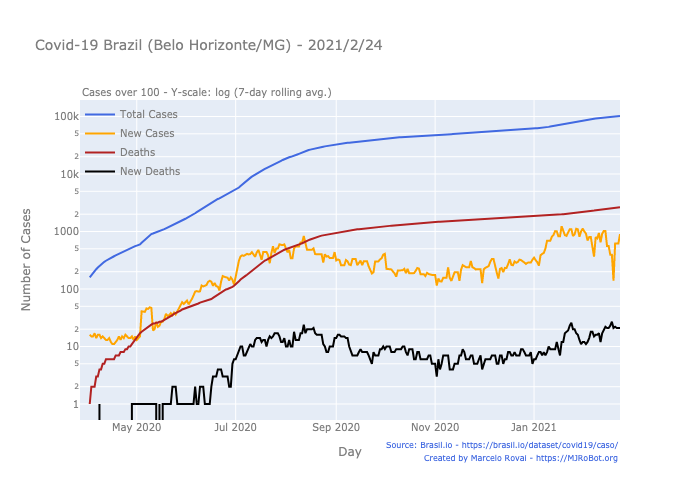 Covid-19 Brazil (Belo Horizonte/MG) - 2021/2/24
Cases over 100 - Y-scale: log (7-day rolling avg.)
Total Cases
New Cases
Deaths
New Deaths
100k
5
2
10k
5
2
1000
5
2
100
5
2
10
5
2
1
Number of Cases
May 2020
Jul 2020
Sep 2020
Nov 2020
Jan 2021
Day
Source: Brasil.io - https://brasil.io/dataset/covid19/caso/
Created by Marcelo Rovai - https://MJRoBot.org